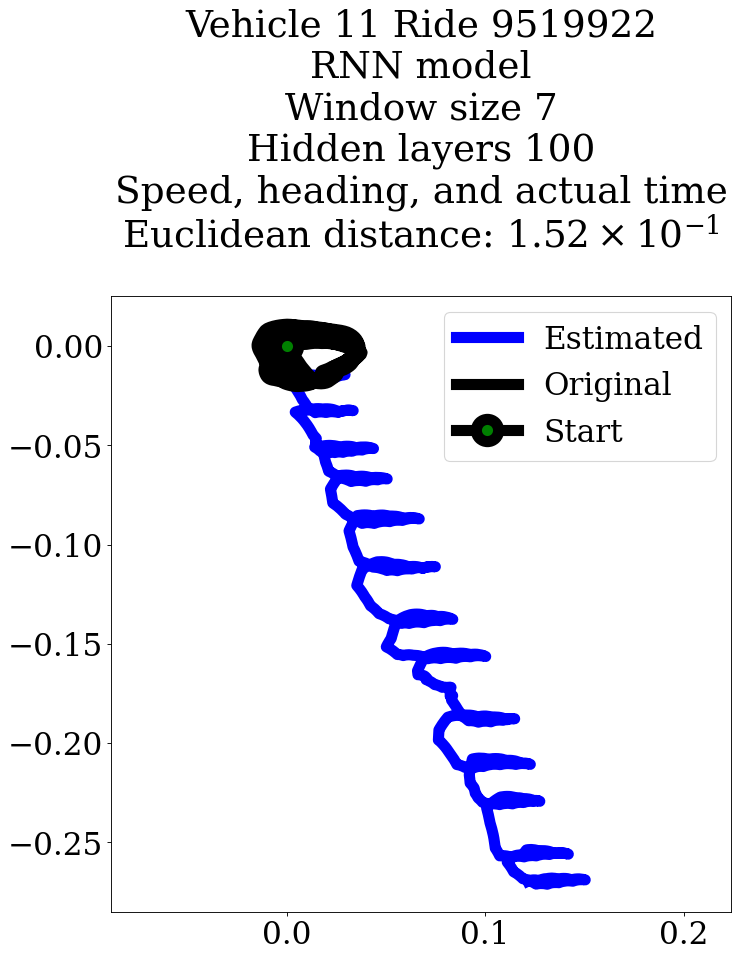 Vehicle 11 Ride 9519922
RNN model
Window size 7
Hidden layers 100
Speed, heading, and actual time
Euclidean distance: 1.52 × 10⁻¹
Estimated
Original
Start
0.00
−0.05
−0.10
−0.15
−0.20
−0.25
0.0 0.1 0.2